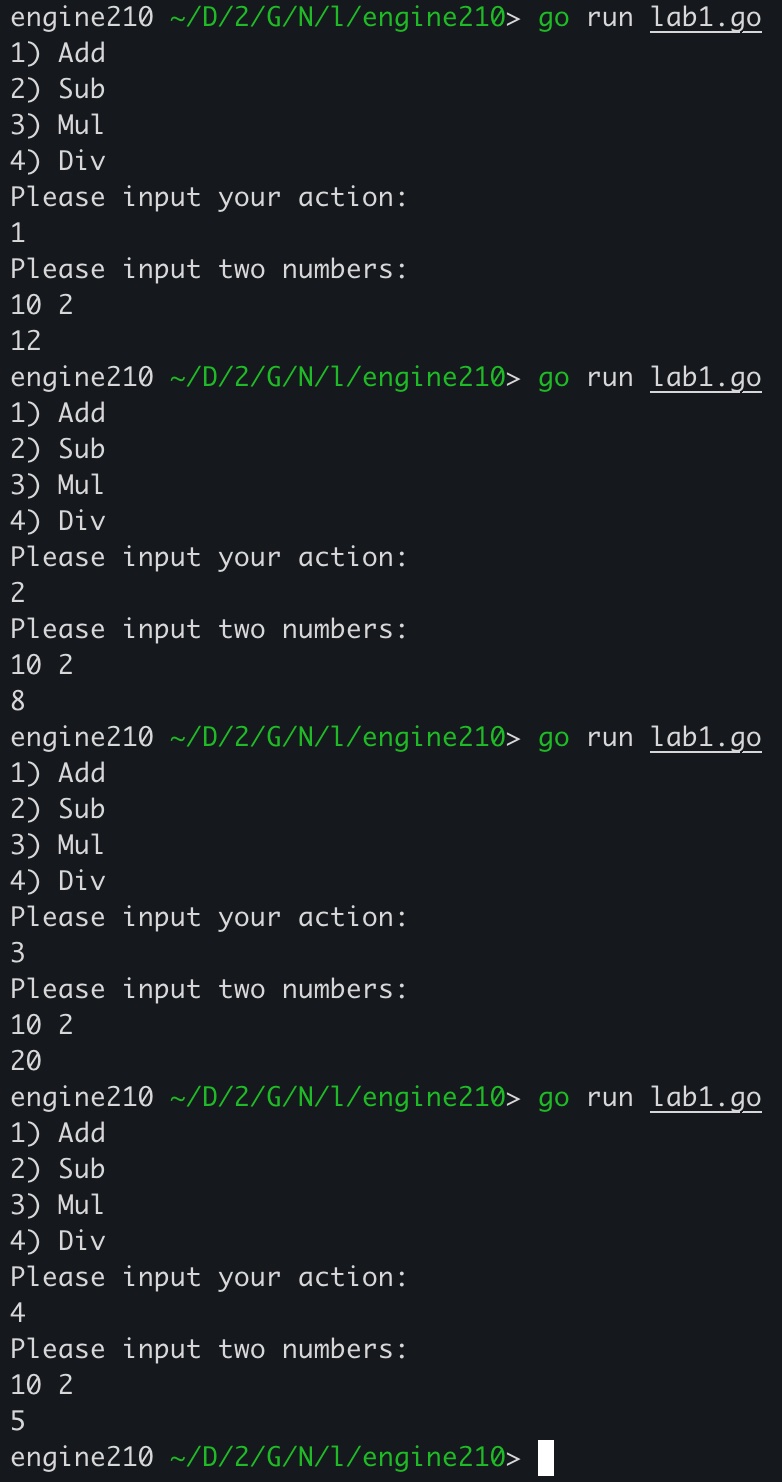 engine210 ~/D/2/G/N/l/engine210> go run lab1.go
1) Add
2) Sub
3) Mul
4) Div
Please input your action:
1
Please input two numbers:
10 2
12
engine210 ~/D/2/G/N/l/engine210> go run lab1.go
1) Add
2) Sub
3) Mul
4) Div
Please input your action:
2
Please input two numbers:
10 2
8
engine210 ~/D/2/G/N/l/engine210> go run lab1.go
1) Add
2) Sub
3) Mul
4) Div
Please input your action:
3
Please input two numbers:
10 2
20
engine210 ~/D/2/G/N/l/engine210> go run lab1.go
1) Add
2) Sub
3) Mul
4) Div
Please input your action:
4
Please input two numbers:
10 2
5
engine210 ~/D/2/G/N/l/engine210>